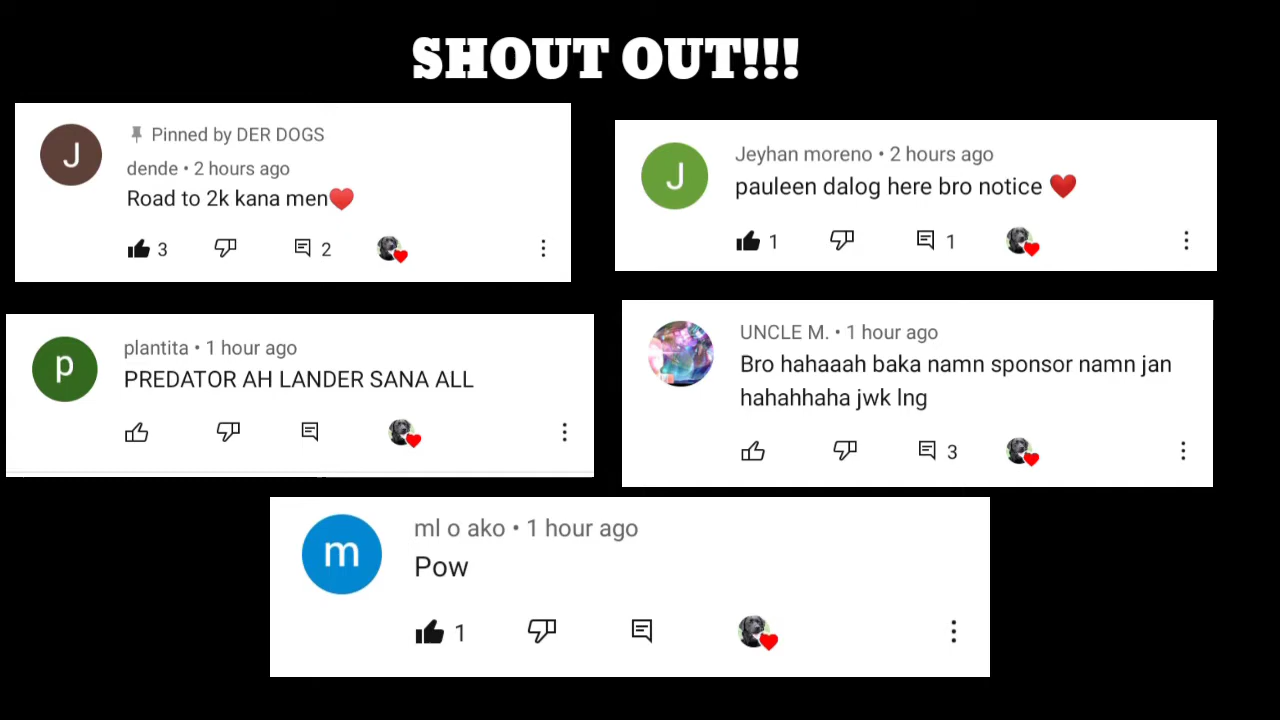 SHOUT OUT!!!
J
Pinned by DER DOGS
dende • 2 hours ago
Road to 2k kana men❤️
3
2
J
Jeyhan moreno • 2 hours ago
pauleen dalog here bro notice ❤️
1
1
p
plantita • 1 hour ago
PREDATOR AH LANDER SANA ALL
UNCLE M. • 1 hour ago
Bro hahaaah baka namn sponsor namn jan
hahahhaha jwk lng
3
m
ml o ako • 1 hour ago
Pow
1